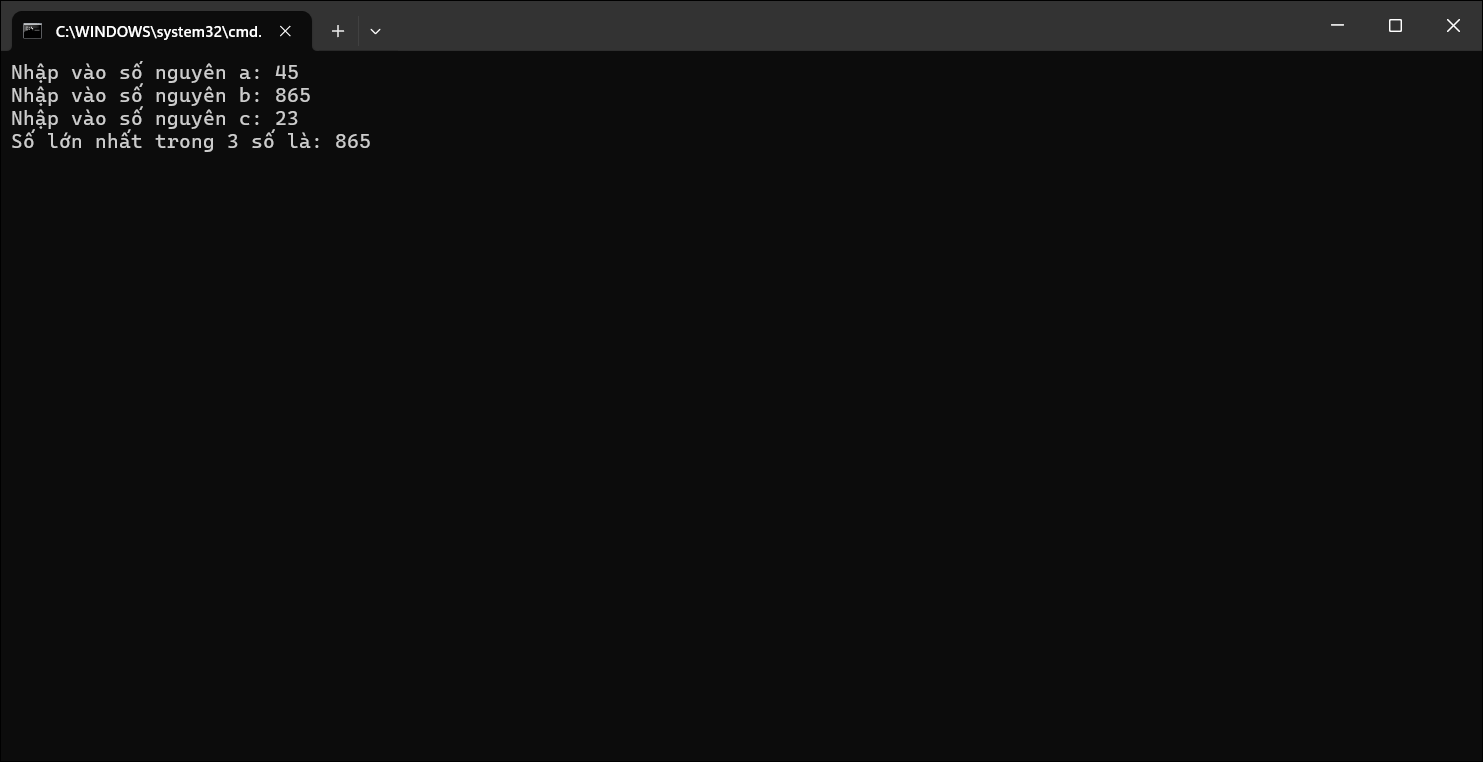 C:\WINDOWS\system32\cmd.
Nhập vào số nguyên a: 45
Nhập vào số nguyên b: 865
Nhập vào số nguyên c: 23
Số lớn nhất trong 3 số là: 865